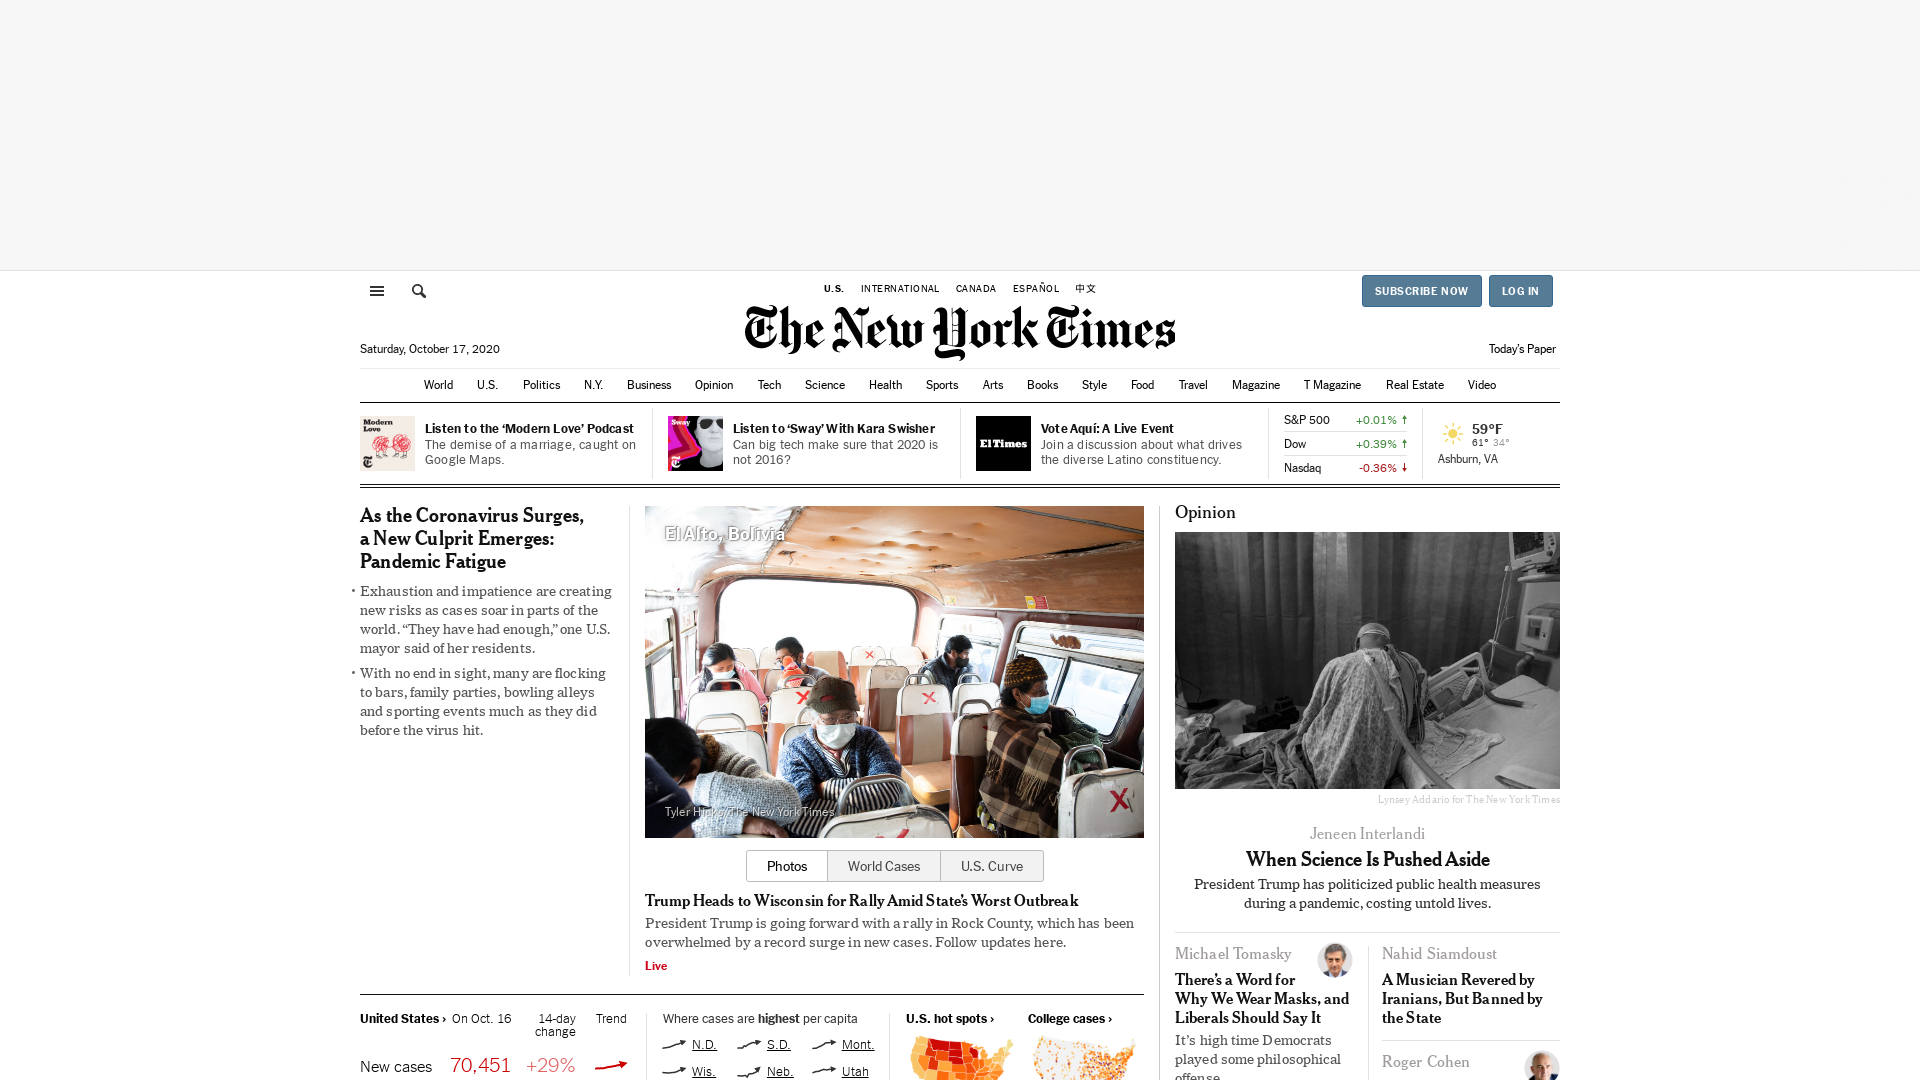 U.S. INTERNATIONAL CANADA ESPAÑOL 中文
SUBSCRIBE NOW LOG IN
The New York Times
Saturday, October 17, 2020
Today's Paper
World U.S. Politics N.Y. Business Opinion Tech Science Health Sports Arts Books Style Food Travel Magazine T Magazine Real Estate Video
Modern
Love
Listen to the ‘Modern Love’ Podcast
The demise of a marriage, caught on
Google Maps.
Sway
Listen to ‘Sway’ With Kara Swisher
Can big tech make sure that 2020 is
not 2016?
El Times
Vote Aquí: A Live Event
Join a discussion about what drives
the diverse Latino constituency.
S&P 500 +0.01%
Dow +0.39%
Nasdaq -0.36%
59°F
61° 34°
Ashburn, VA
As the Coronavirus Surges,
a New Culprit Emerges:
Pandemic Fatigue
Exhaustion and impatience are creating
new risks as cases soar in parts of the
world. “They have had enough,” one U.S.
mayor said of her residents.
With no end in sight, many are flocking
to bars, family parties, bowling alleys
and sporting events much as they did
before the virus hit.
El Alto, Bolivia
Tyler Hicks/The New York Times
Photos World Cases U.S. Curve
Trump Heads to Wisconsin for Rally Amid State’s Worst Outbreak
President Trump is going forward with a rally in Rock County, which has been
overwhelmed by a record surge in new cases. Follow updates here.
Live
United States › On Oct. 16 14-day
change Trend
New cases 70,451 +29%
Where cases are highest per capita
N.D. S.D. Mont.
Wis. Neb. Utah
U.S. hot spots › College cases ›
Opinion
Lynsey Addario for The New York Times
Jeneen Interlandi
When Science Is Pushed Aside
President Trump has politicized public health measures
during a pandemic, costing untold lives.
Michael Tomasky
There’s a Word for
Why We Wear Masks, and
Liberals Should Say It
It’s high time Democrats
played some philosophical
offense.
Nahid Siamdoust
A Musician Revered by
Iranians, But Banned by
the State
Roger Cohen